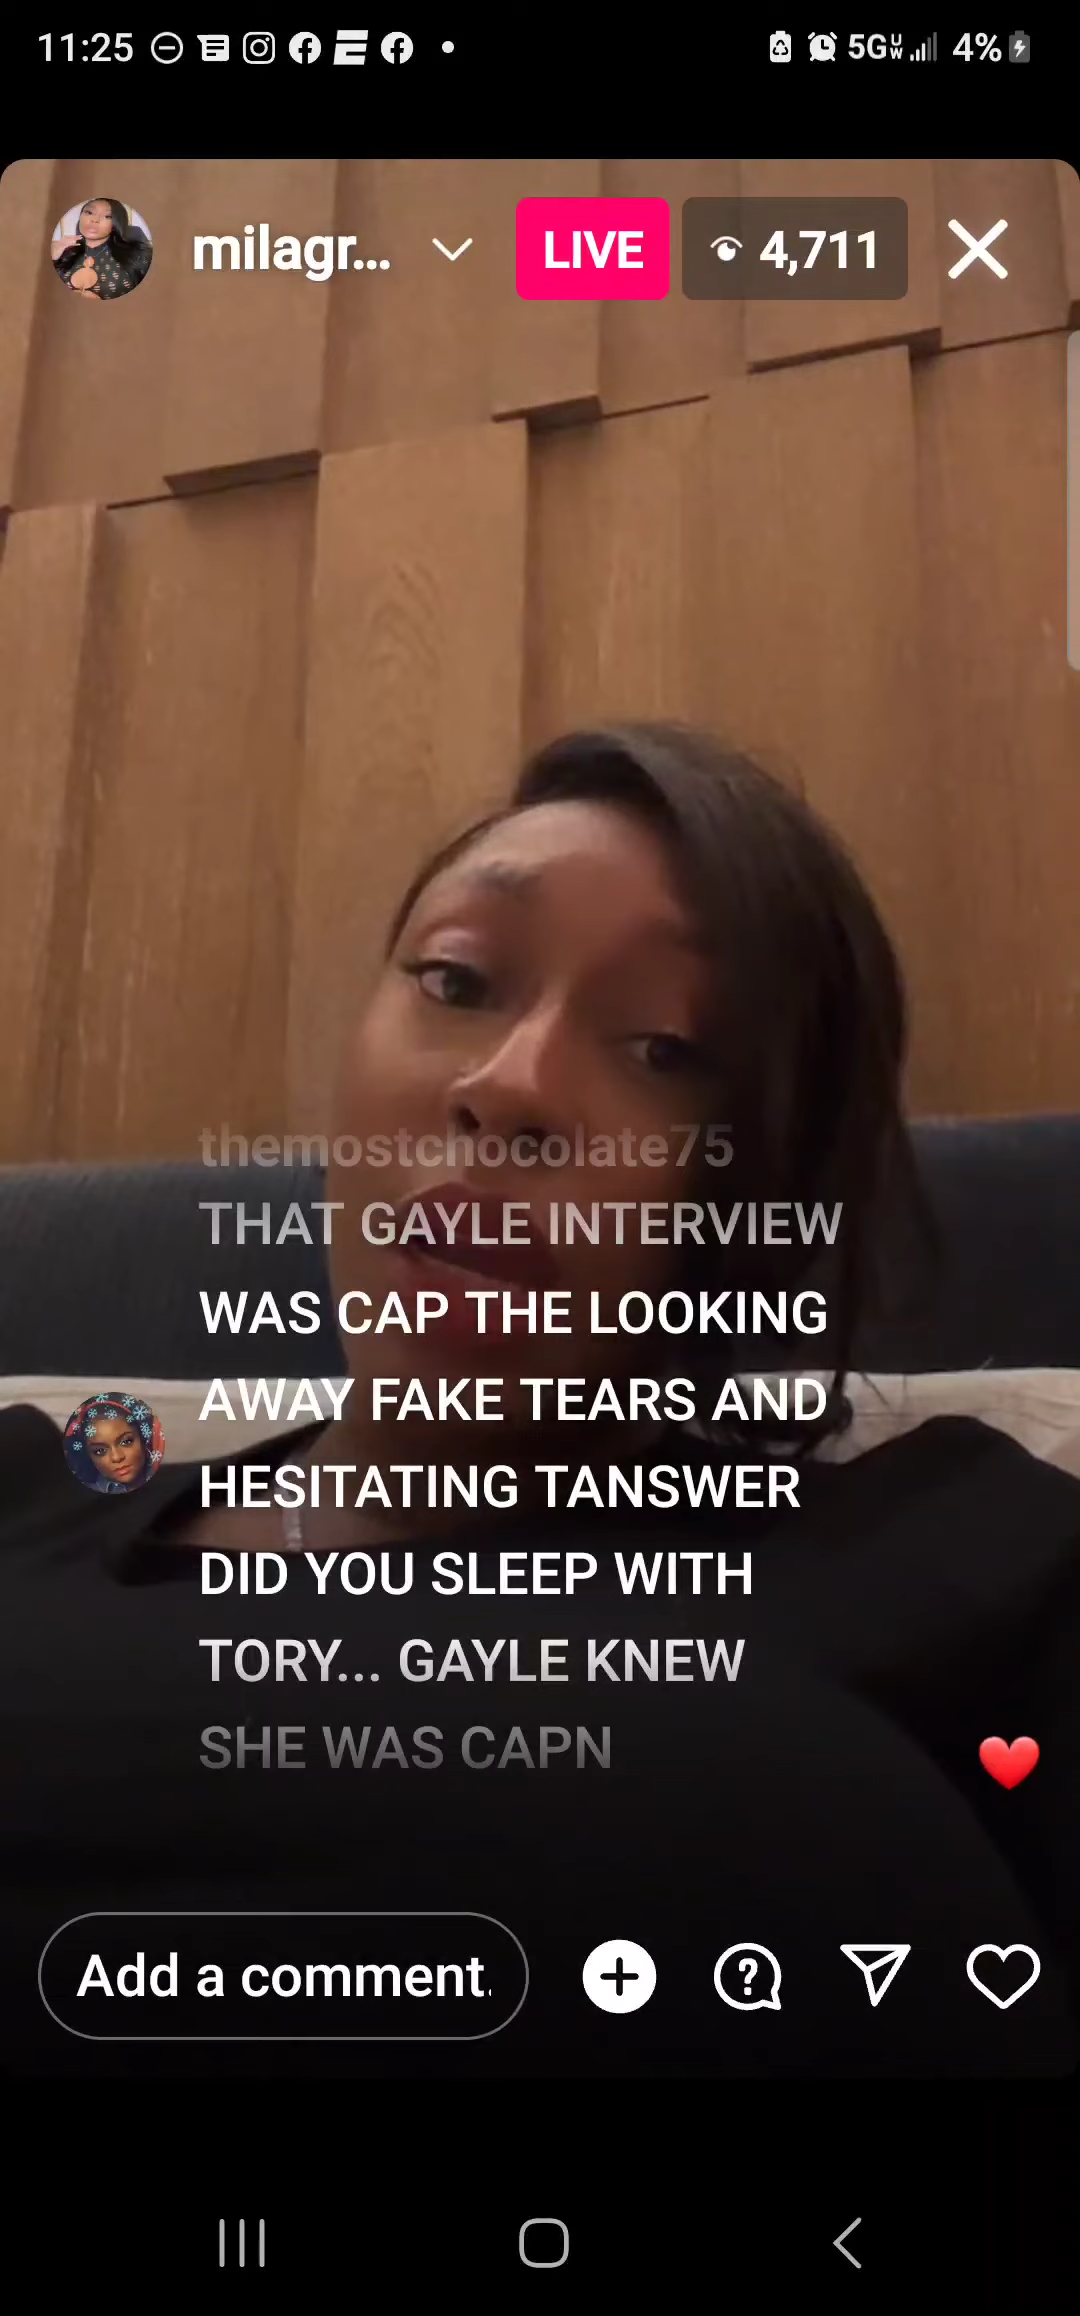 11:25 5G UW 4%
milagr... LIVE 4,711
themostchocolate75
THAT GAYLE INTERVIEW
WAS CAP THE LOOKING
AWAY FAKE TEARS AND
HESITATING TANSWER
DID YOU SLEEP WITH
TORY... GAYLE KNEW
SHE WAS CAPN
Add a comment.